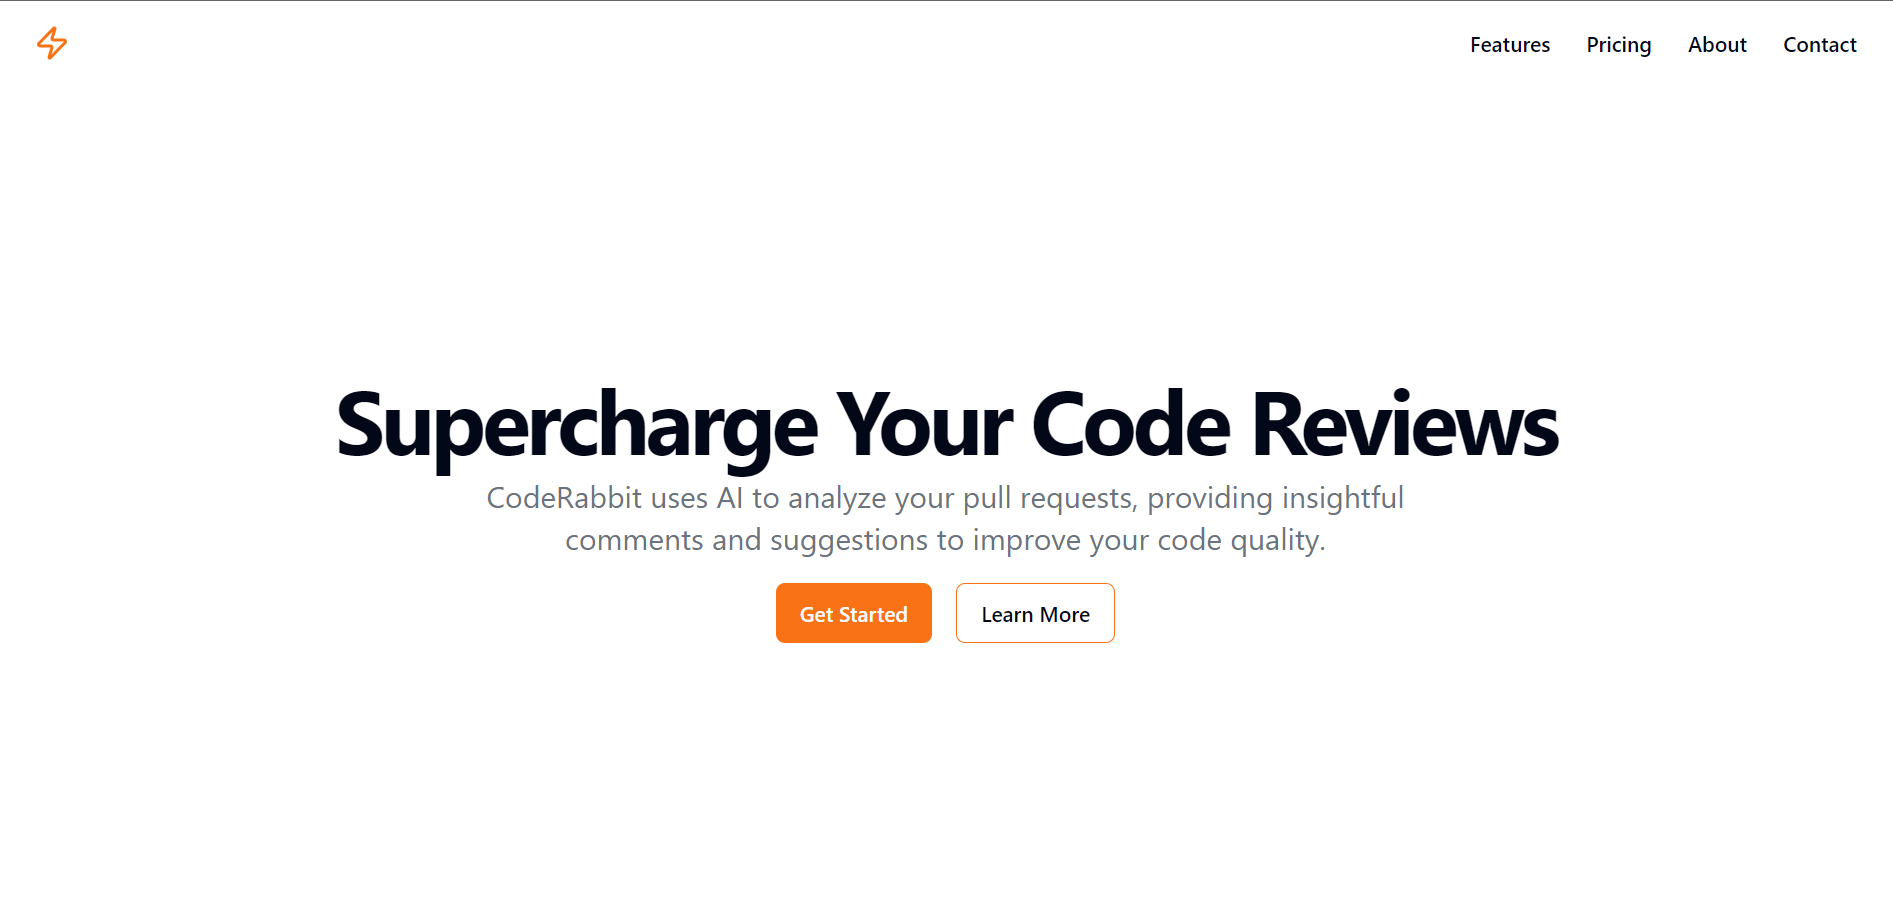 Features Pricing About Contact
Supercharge Your Code Reviews
CodeRabbit uses AI to analyze your pull requests, providing insightful
comments and suggestions to improve your code quality.
Get Started Learn More